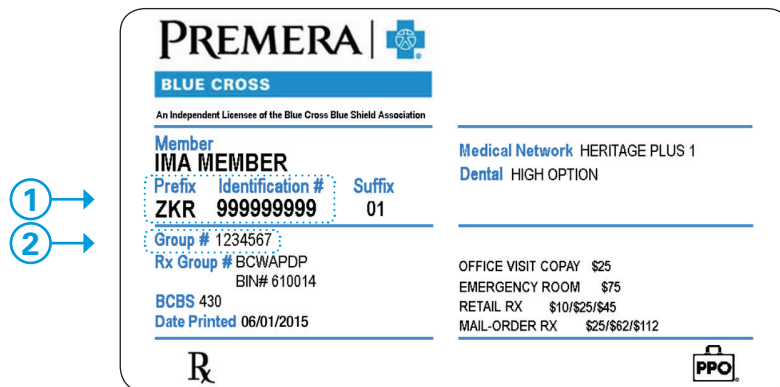 PREMERA
BLUE CROSS
An Independent Licensee of the Blue Cross Blue Shield Association
Member
IMA MEMBER
Prefix Identification # Suffix
1
ZKR 999999999 01
2
Group # 1234567
Rx Group # BCWAPDP
BIN# 610014
BCBS 430
Date Printed 06/01/2015
Rx
Medical Network HERITAGE PLUS 1
Dental HIGH OPTION
OFFICE VISIT COPAY $25
EMERGENCY ROOM $75
RETAIL RX $10/$25/$45
MAIL-ORDER RX $25/$62/$112
PPO